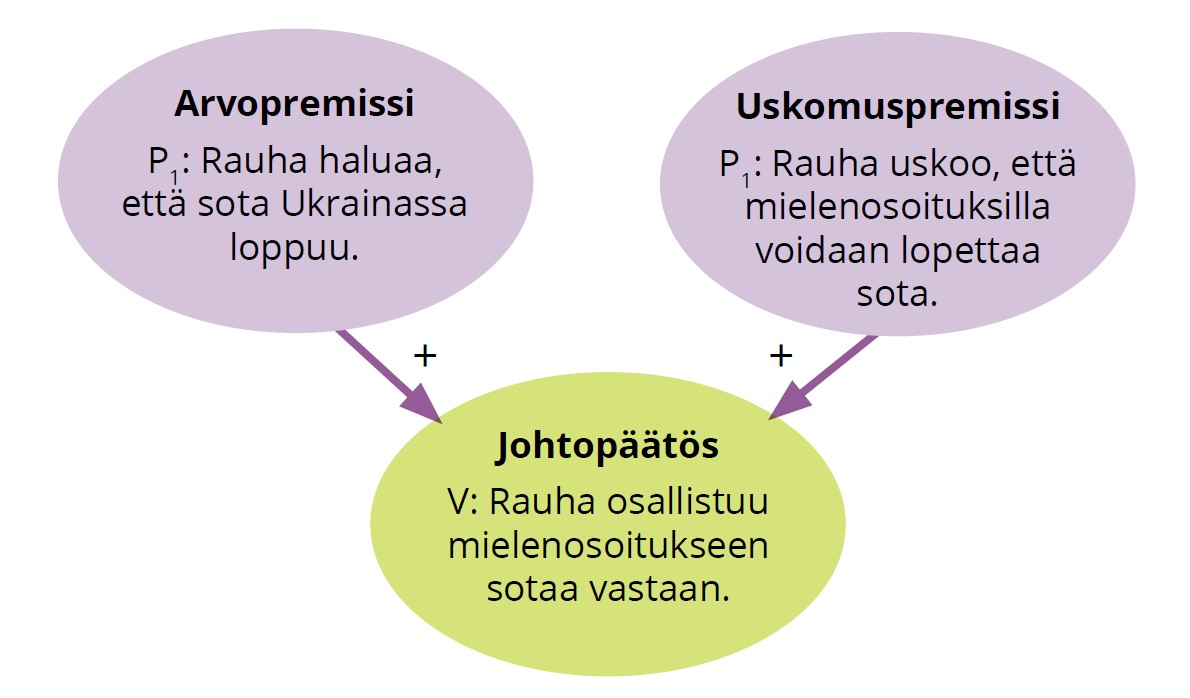 Arvopremissi
P₁: Rauha haluaa,
että sota Ukrainassa
loppuu.
Uskomuspremissi
P₁: Rauha uskoo, että
mielenosoituksilla
voidaan lopettaa
sota.
+
+
Johtopäätös
V: Rauha osallistuu
mielenosoitukseen
sotaa vastaan.